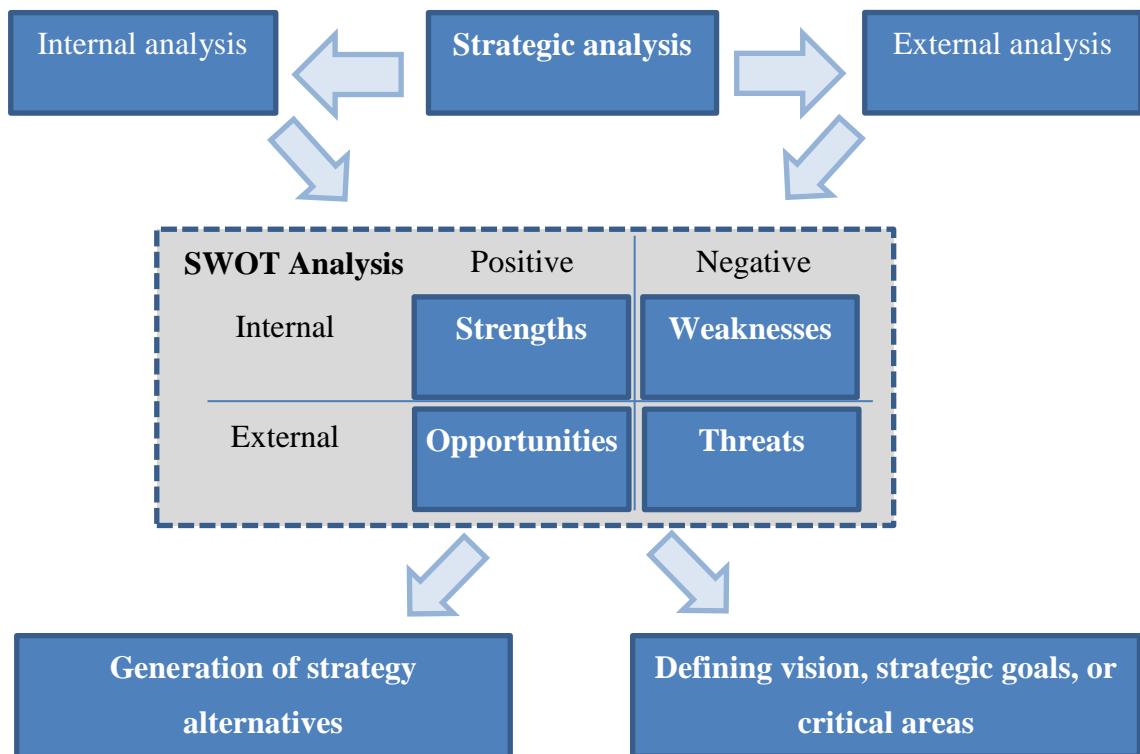 Internal analysis
Strategic analysis
External analysis
SWOT Analysis
Positive
Negative
Internal
Strengths
Weaknesses
External
Opportunities
Threats
Generation of strategy
alternatives
Defining vision, strategic goals, or
critical areas